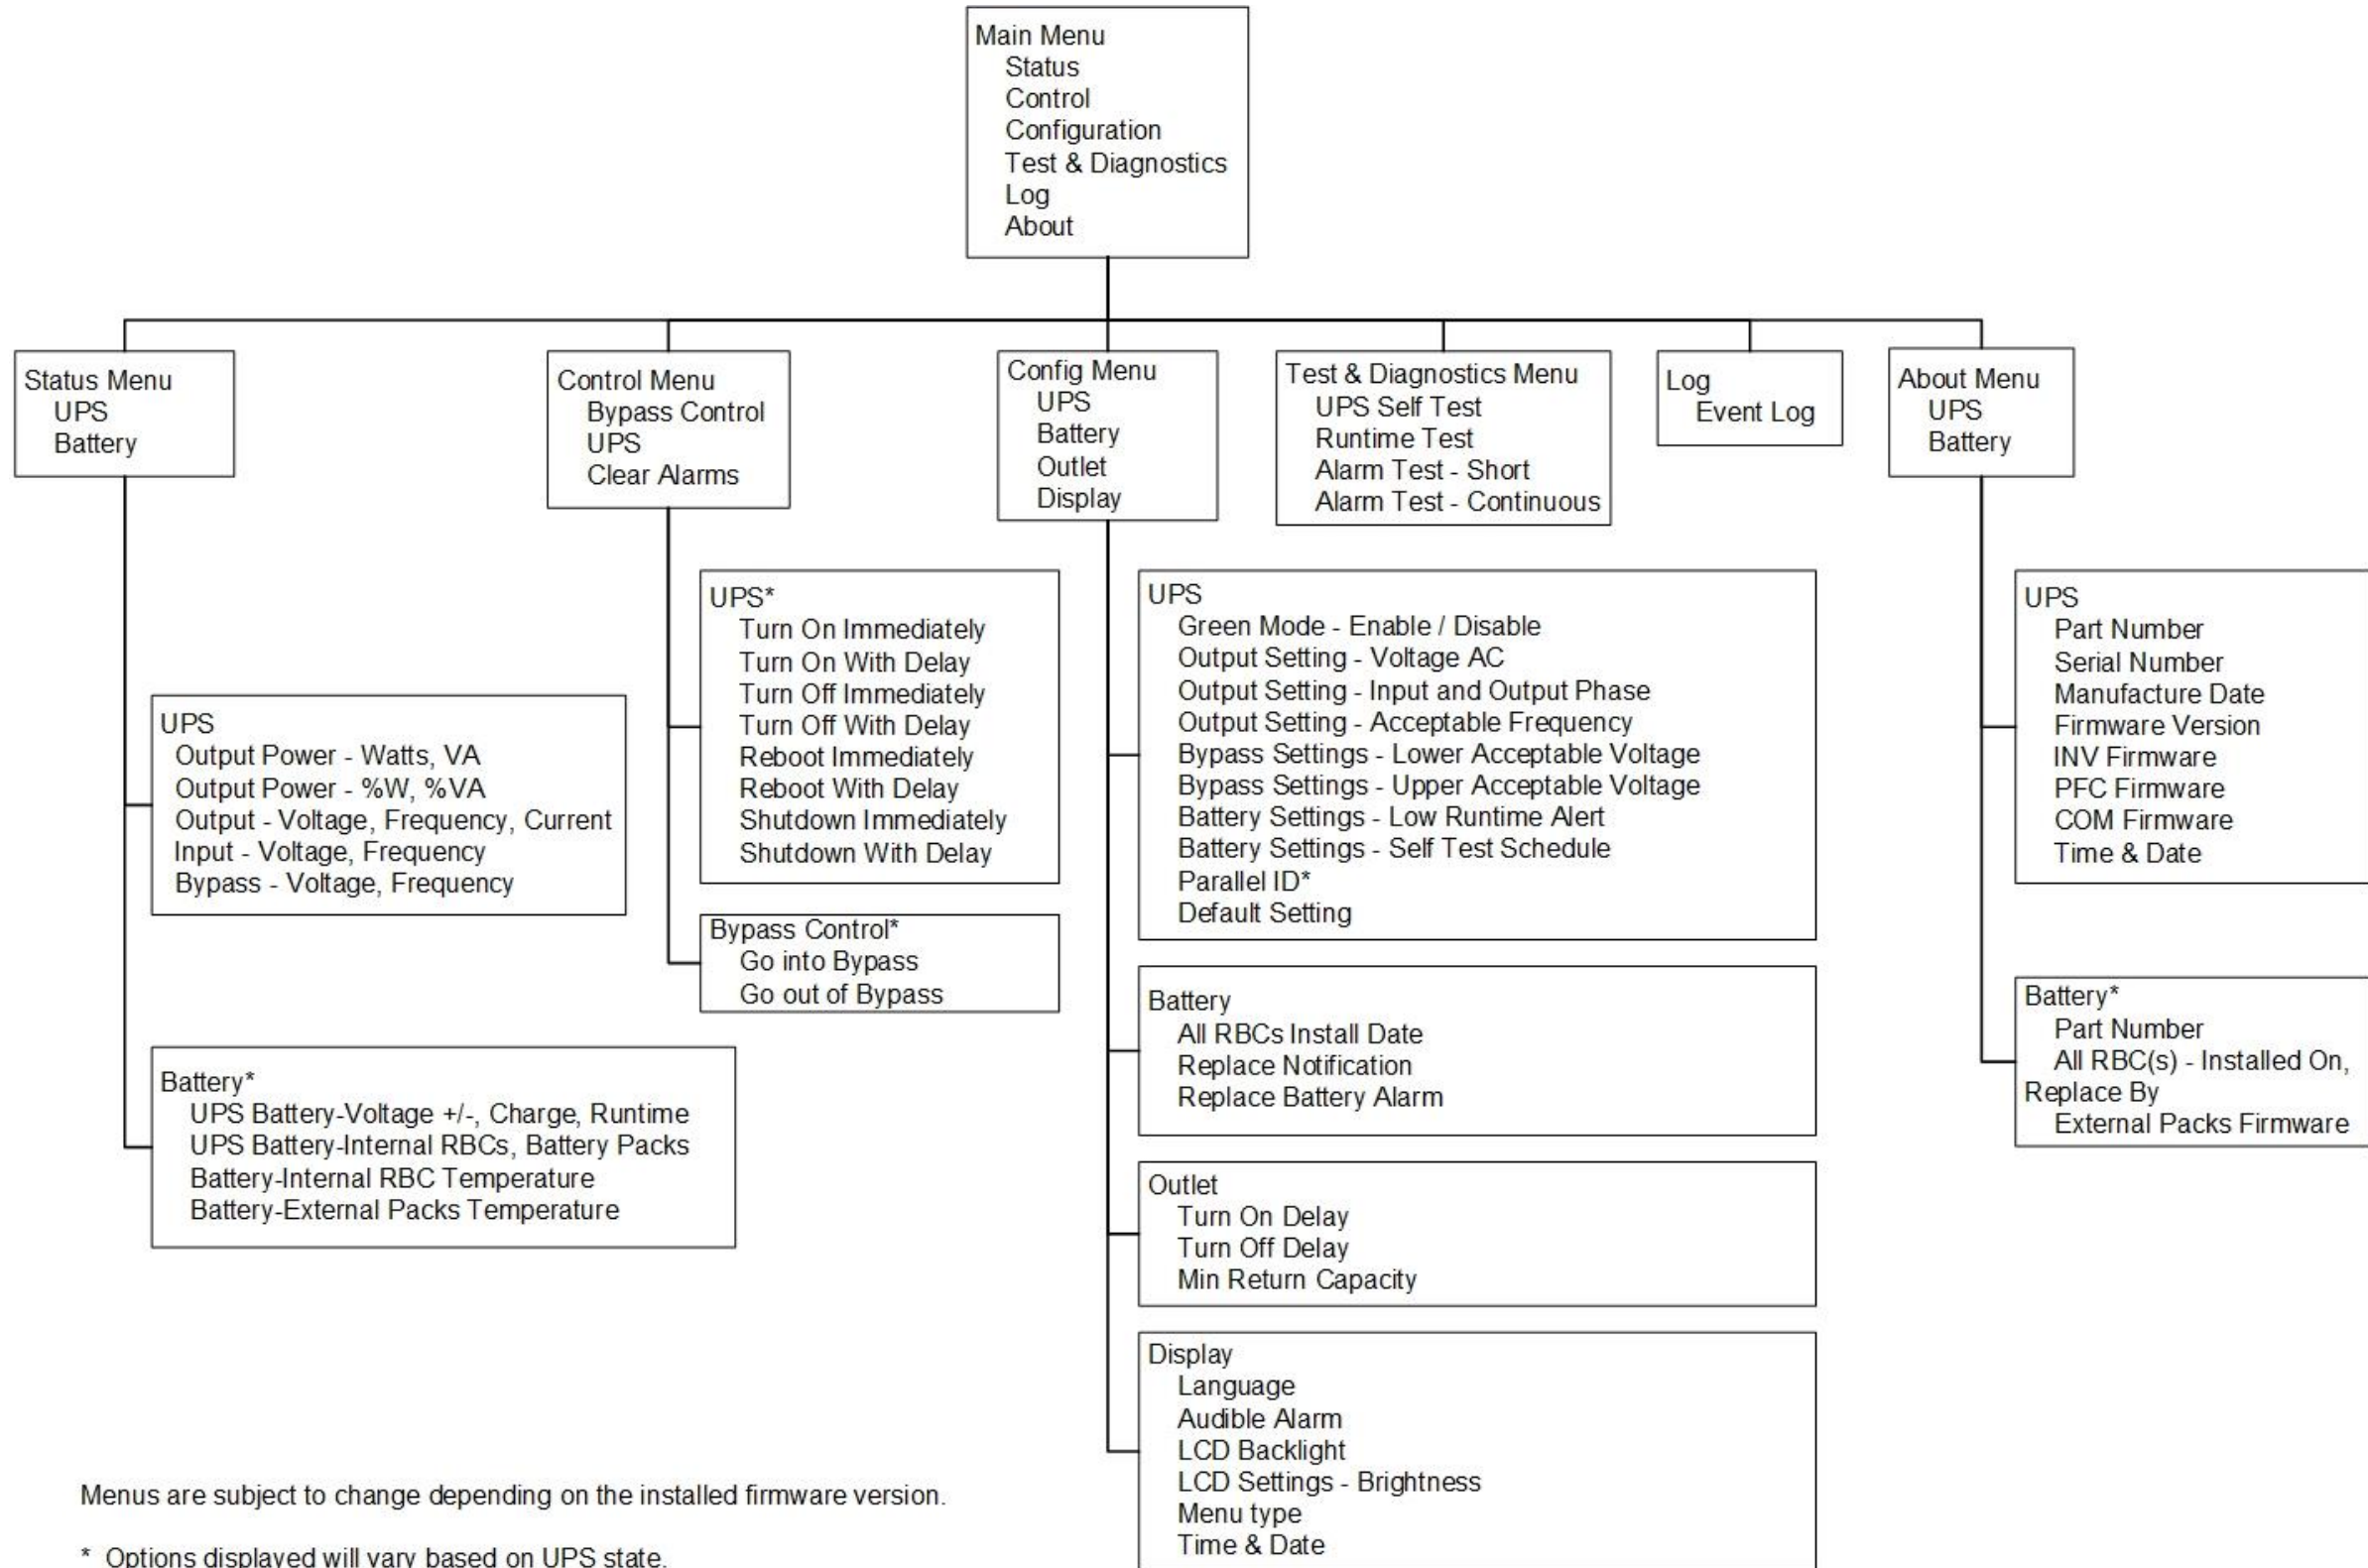 Main Menu
Status
Control
Configuration
Test & Diagnostics
Log
About
Status Menu
UPS
Battery
Control Menu
Bypass Control
UPS
Clear Alarms
Config Menu
UPS
Battery
Outlet
Display
Test & Diagnostics Menu
UPS Self Test
Runtime Test
Alarm Test - Short
Alarm Test - Continuous
Log
Event Log
About Menu
UPS
Battery
UPS
Output Power - Watts, VA
Output Power - %W, %VA
Output - Voltage, Frequency, Current
Input - Voltage, Frequency
Bypass - Voltage, Frequency
Battery*
UPS Battery-Voltage +/-, Charge, Runtime
UPS Battery-Internal RBCs, Battery Packs
Battery-Internal RBC Temperature
Battery-External Packs Temperature
UPS*
Turn On Immediately
Turn On With Delay
Turn Off Immediately
Turn Off With Delay
Reboot Immediately
Reboot With Delay
Shutdown Immediately
Shutdown With Delay
Bypass Control*
Go into Bypass
Go out of Bypass
UPS
Green Mode - Enable / Disable
Output Setting - Voltage AC
Output Setting - Input and Output Phase
Output Setting - Acceptable Frequency
Bypass Settings - Lower Acceptable Voltage
Bypass Settings - Upper Acceptable Voltage
Battery Settings - Low Runtime Alert
Battery Settings - Self Test Schedule
Parallel ID*
Default Setting
Battery
All RBCs Install Date
Replace Notification
Replace Battery Alarm
Outlet
Turn On Delay
Turn Off Delay
Min Return Capacity
Display
Language
Audible Alarm
LCD Backlight
LCD Settings - Brightness
Menu type
Time & Date
UPS
Part Number
Serial Number
Manufacture Date
Firmware Version
INV Firmware
PFC Firmware
COM Firmware
Time & Date
Battery*
Part Number
All RBC(s) - Installed On,
Replace By
External Packs Firmware
Menus are subject to change depending on the installed firmware version.
* Options displayed will vary based on UPS state.